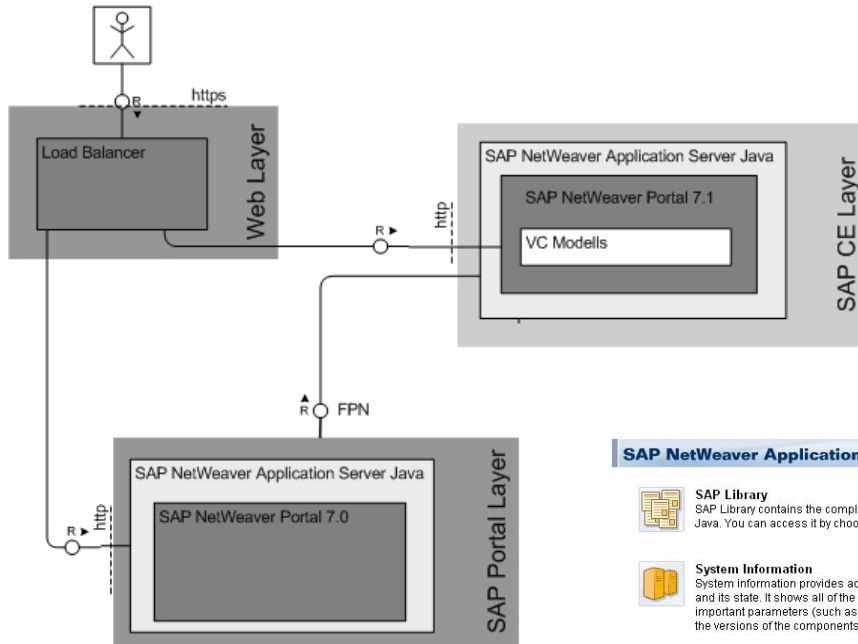 R
https
Load Balancer
Web Layer
SAP NetWeaver Application Server Java
SAP NetWeaver Portal 7.1
VC Modells
SAP CE Layer
http
R
R
FPN
SAP NetWeaver Application Server Java
SAP NetWeaver Portal 7.0
SAP Portal Layer
http
R
SAP NetWeaver Application
SAP Library
SAP Library contains the compl
Java. You can access it by choo
System Information
System information provides ac
and its state. It shows all of the
important parameters (such as
the versions of the components